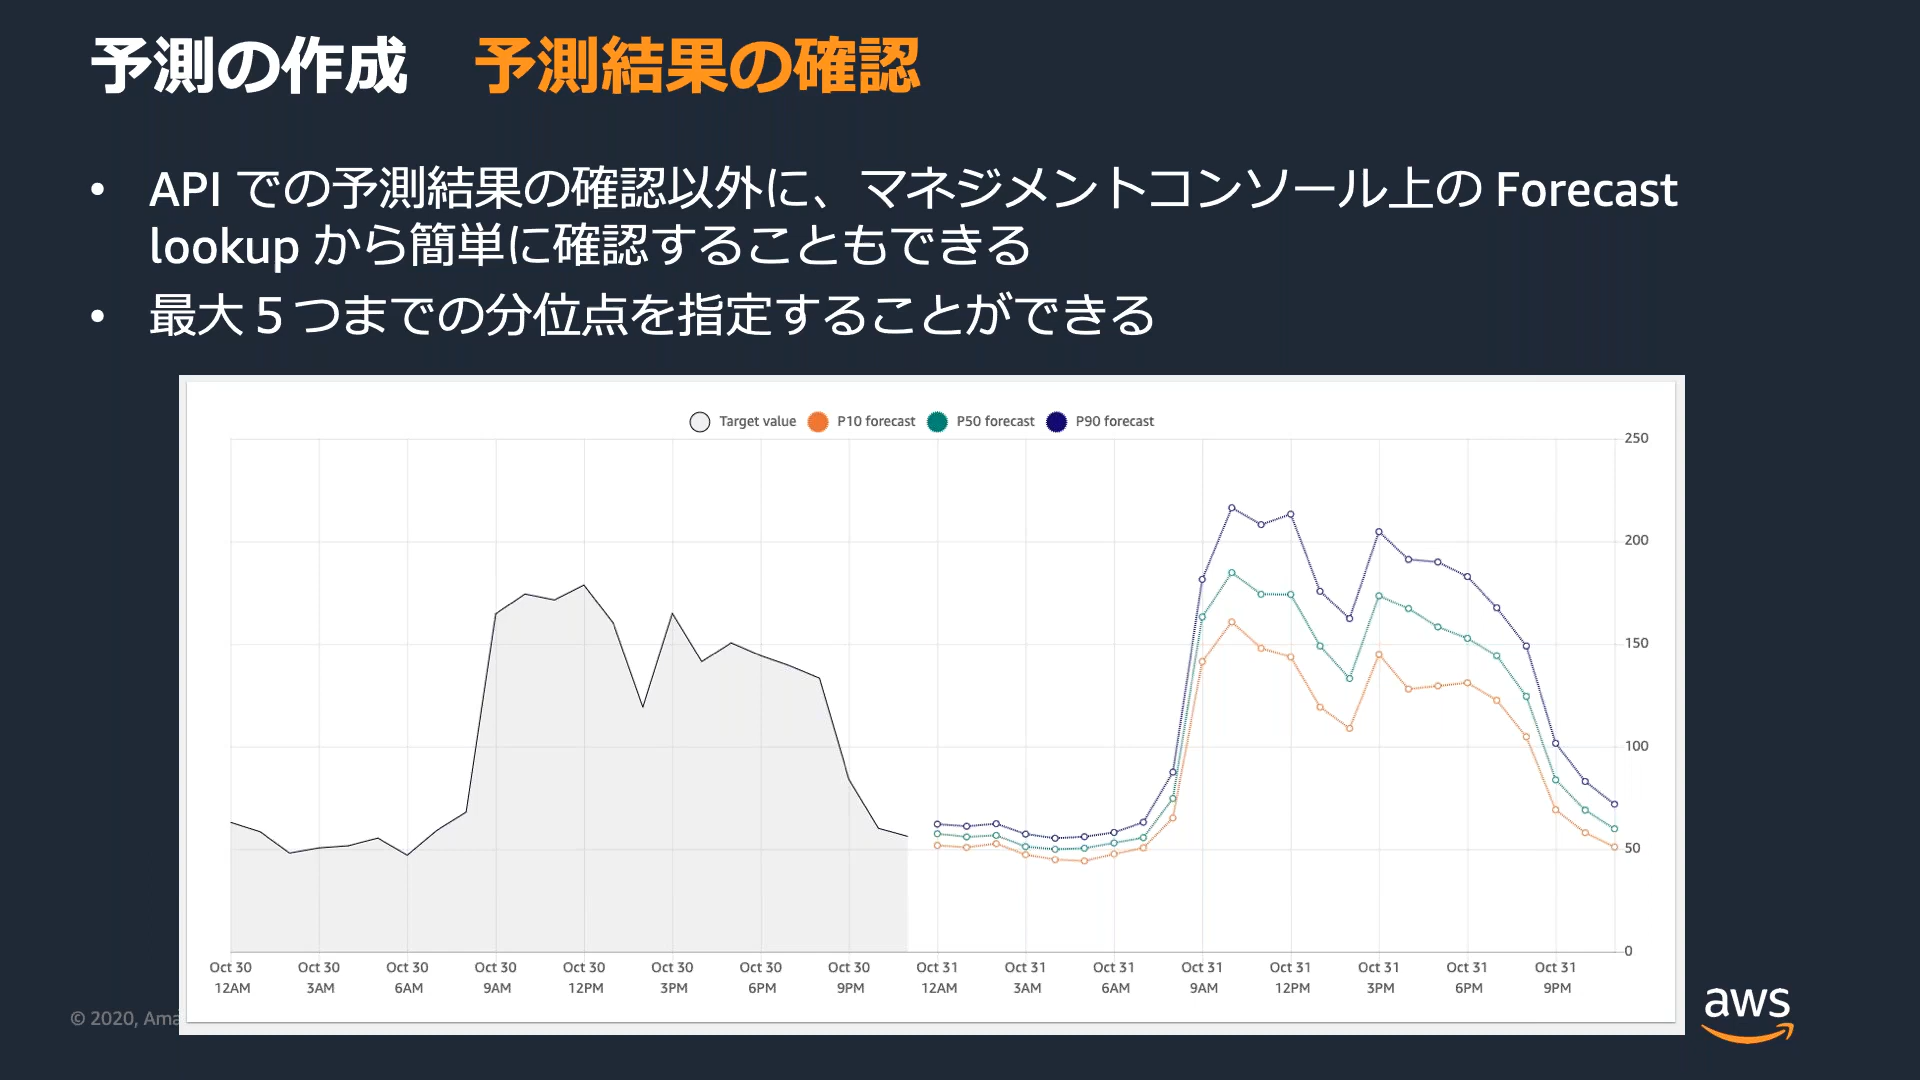 予測の作成　予測結果の確認
• API での予測結果の確認以外に、マネジメントコンソール上の Forecast
lookup から簡単に確認することもできる
• 最大 5 つまでの分位点を指定することができる
Target value P10 forecast P50 forecast P90 forecast
250
200
150
100
50
0
Oct 30 Oct 30 Oct 30 Oct 30 Oct 30 Oct 30 Oct 30 Oct 30 Oct 31 Oct 31 Oct 31 Oct 31 Oct 31 Oct 31 Oct 31 Oct 31
12AM 3AM 6AM 9AM 12PM 3PM 6PM 9PM 12AM 3AM 6AM 9AM 12PM 3PM 6PM 9PM
© 2020, Ama
aws